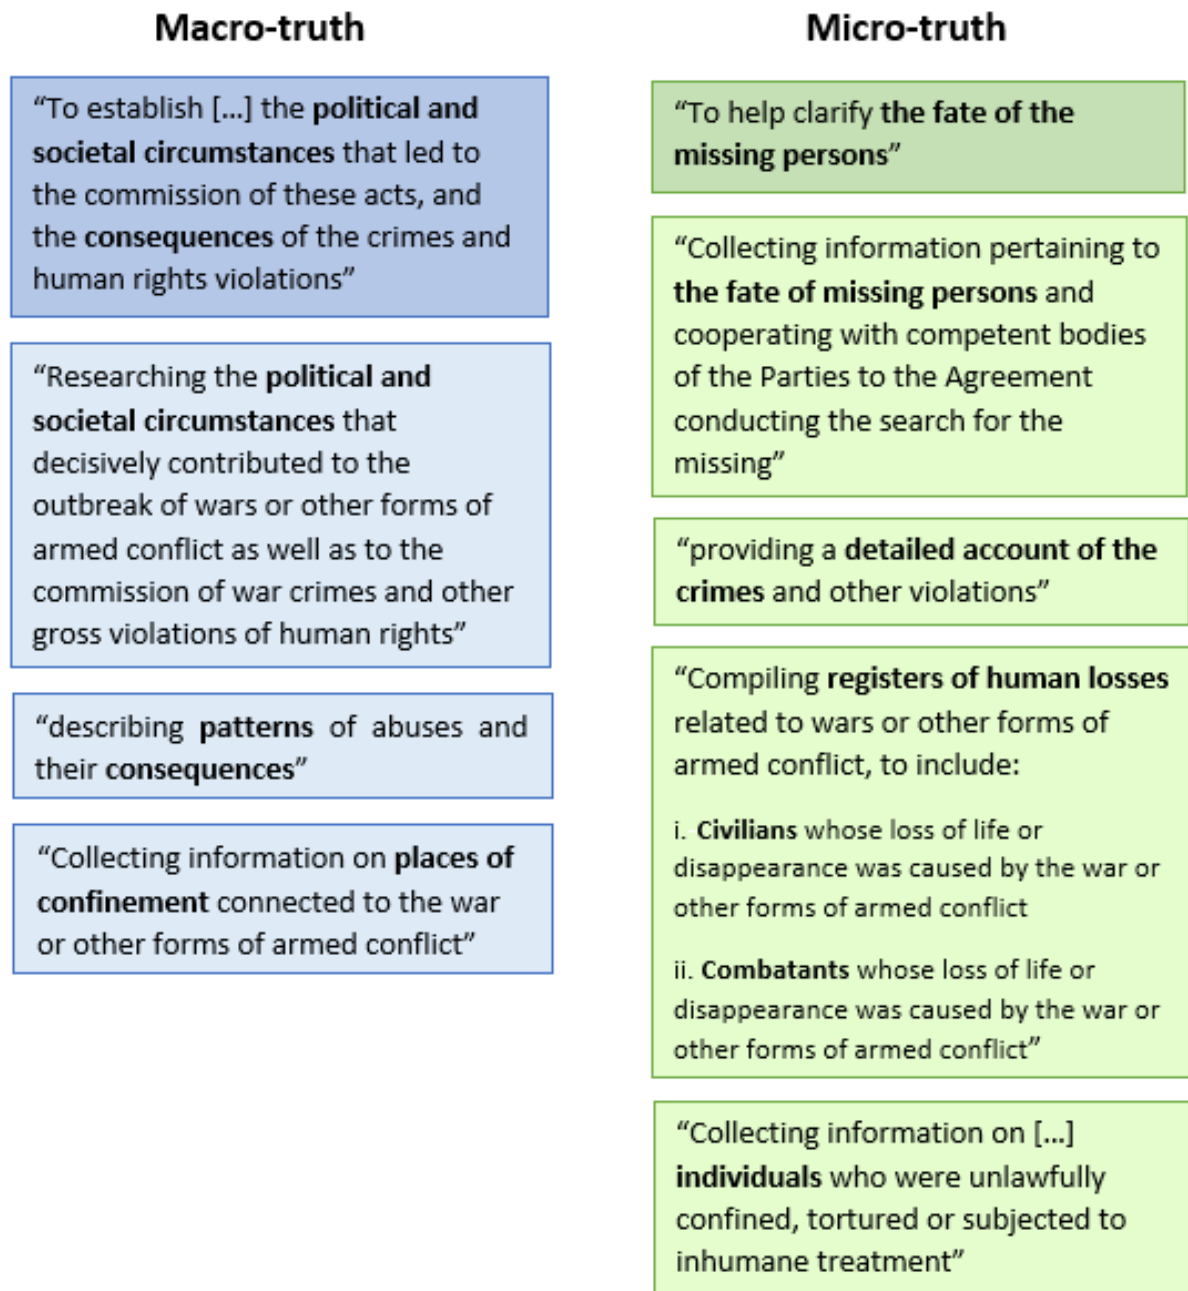 Macro-truth
“To establish […] the political and
societal circumstances that led to
the commission of these acts, and
the consequences of the crimes and
human rights violations”
“Researching the political and
societal circumstances that
decisively contributed to the
outbreak of wars or other forms of
armed conflict as well as to the
commission of war crimes and other
gross violations of human rights”
“describing patterns of abuses and
their consequences”
“Collecting information on places of
confinement connected to the war
or other forms of armed conflict”
Micro-truth
“To help clarify the fate of the
missing persons”
“Collecting information pertaining to
the fate of missing persons and
cooperating with competent bodies
of the Parties to the Agreement
conducting the search for the
missing”
“providing a detailed account of the
crimes and other violations”
“Compiling registers of human losses
related to wars or other forms of
armed conflict, to include:
i. Civilians whose loss of life or
disappearance was caused by the war or
other forms of armed conflict
ii. Combatants whose loss of life or
disappearance was caused by the war or
other forms of armed conflict”
“Collecting information on […]
individuals who were unlawfully
confined, tortured or subjected to
inhumane treatment”